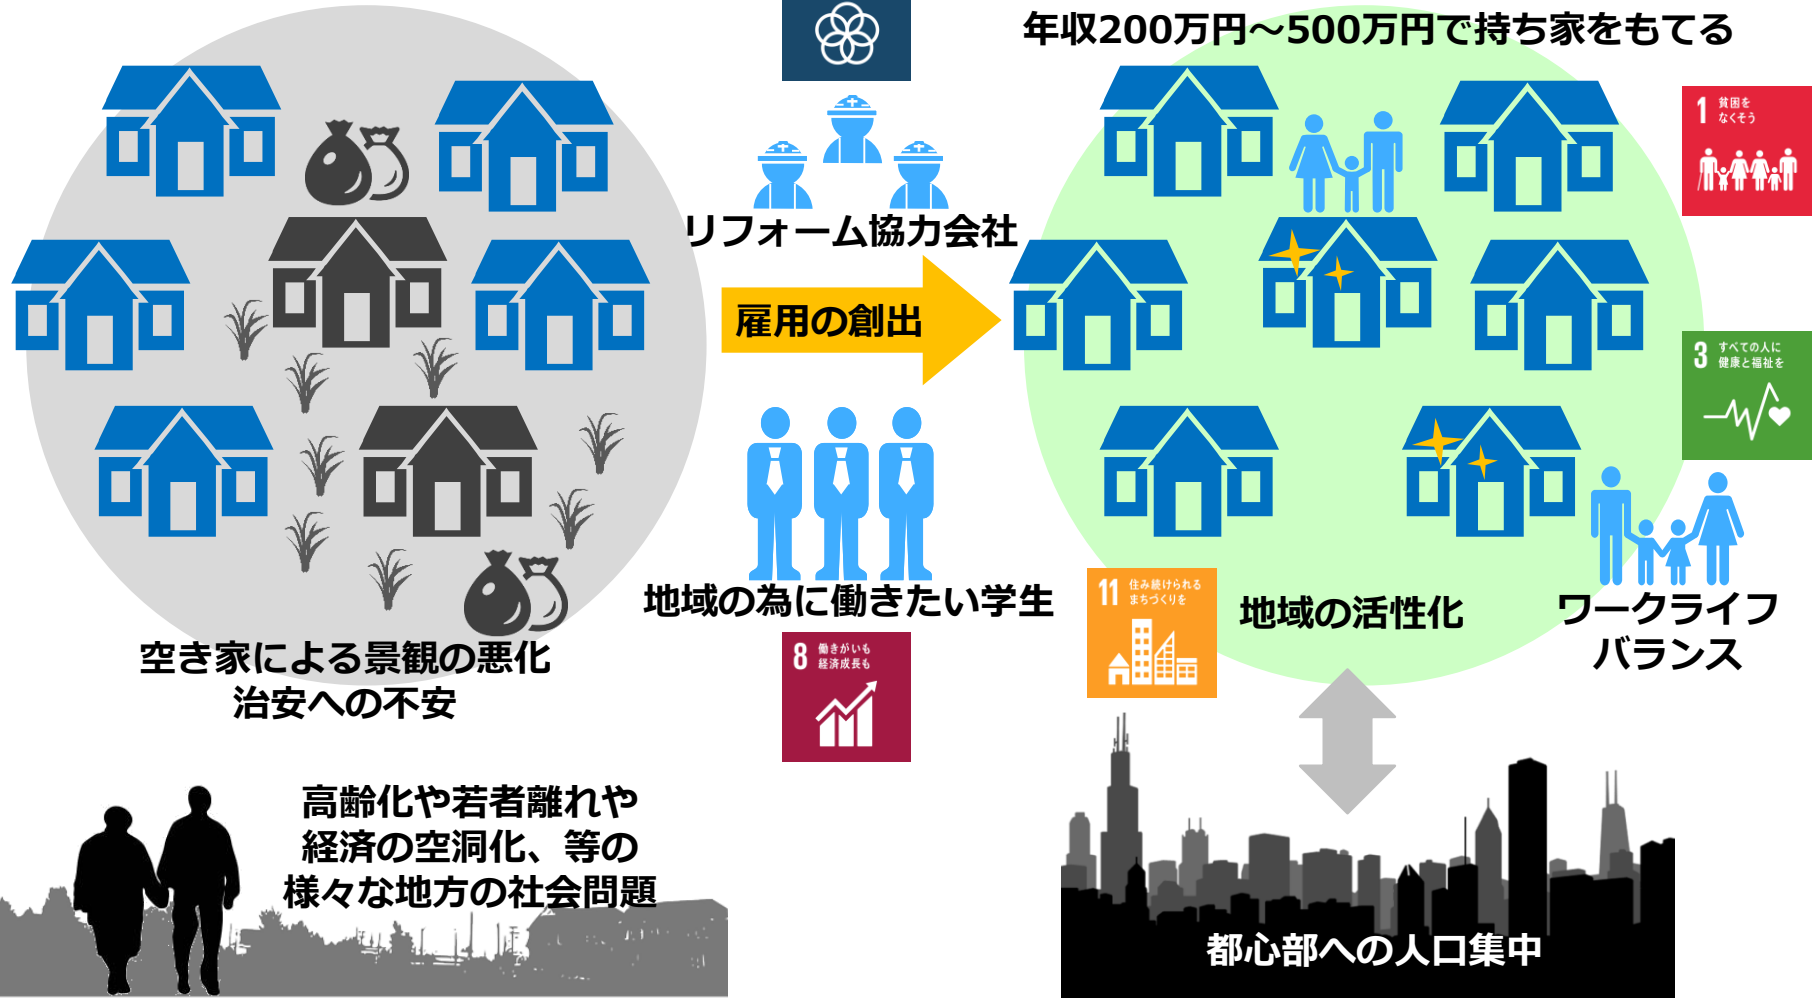 年収200万円～500万円で持ち家をもてる
1 貧困を
なくそう
リフォーム協力会社
雇用の創出
3 すべての人に
健康と福祉を
地域の為に働きたい学生
8 働きがいも
経済成長も
11 住み続けられる
まちづくりを
地域の活性化
ワークライフ
バランス
空き家による景観の悪化
治安への不安
高齢化や若者離れや
経済の空洞化、等の
様々な地方の社会問題
都心部への人口集中